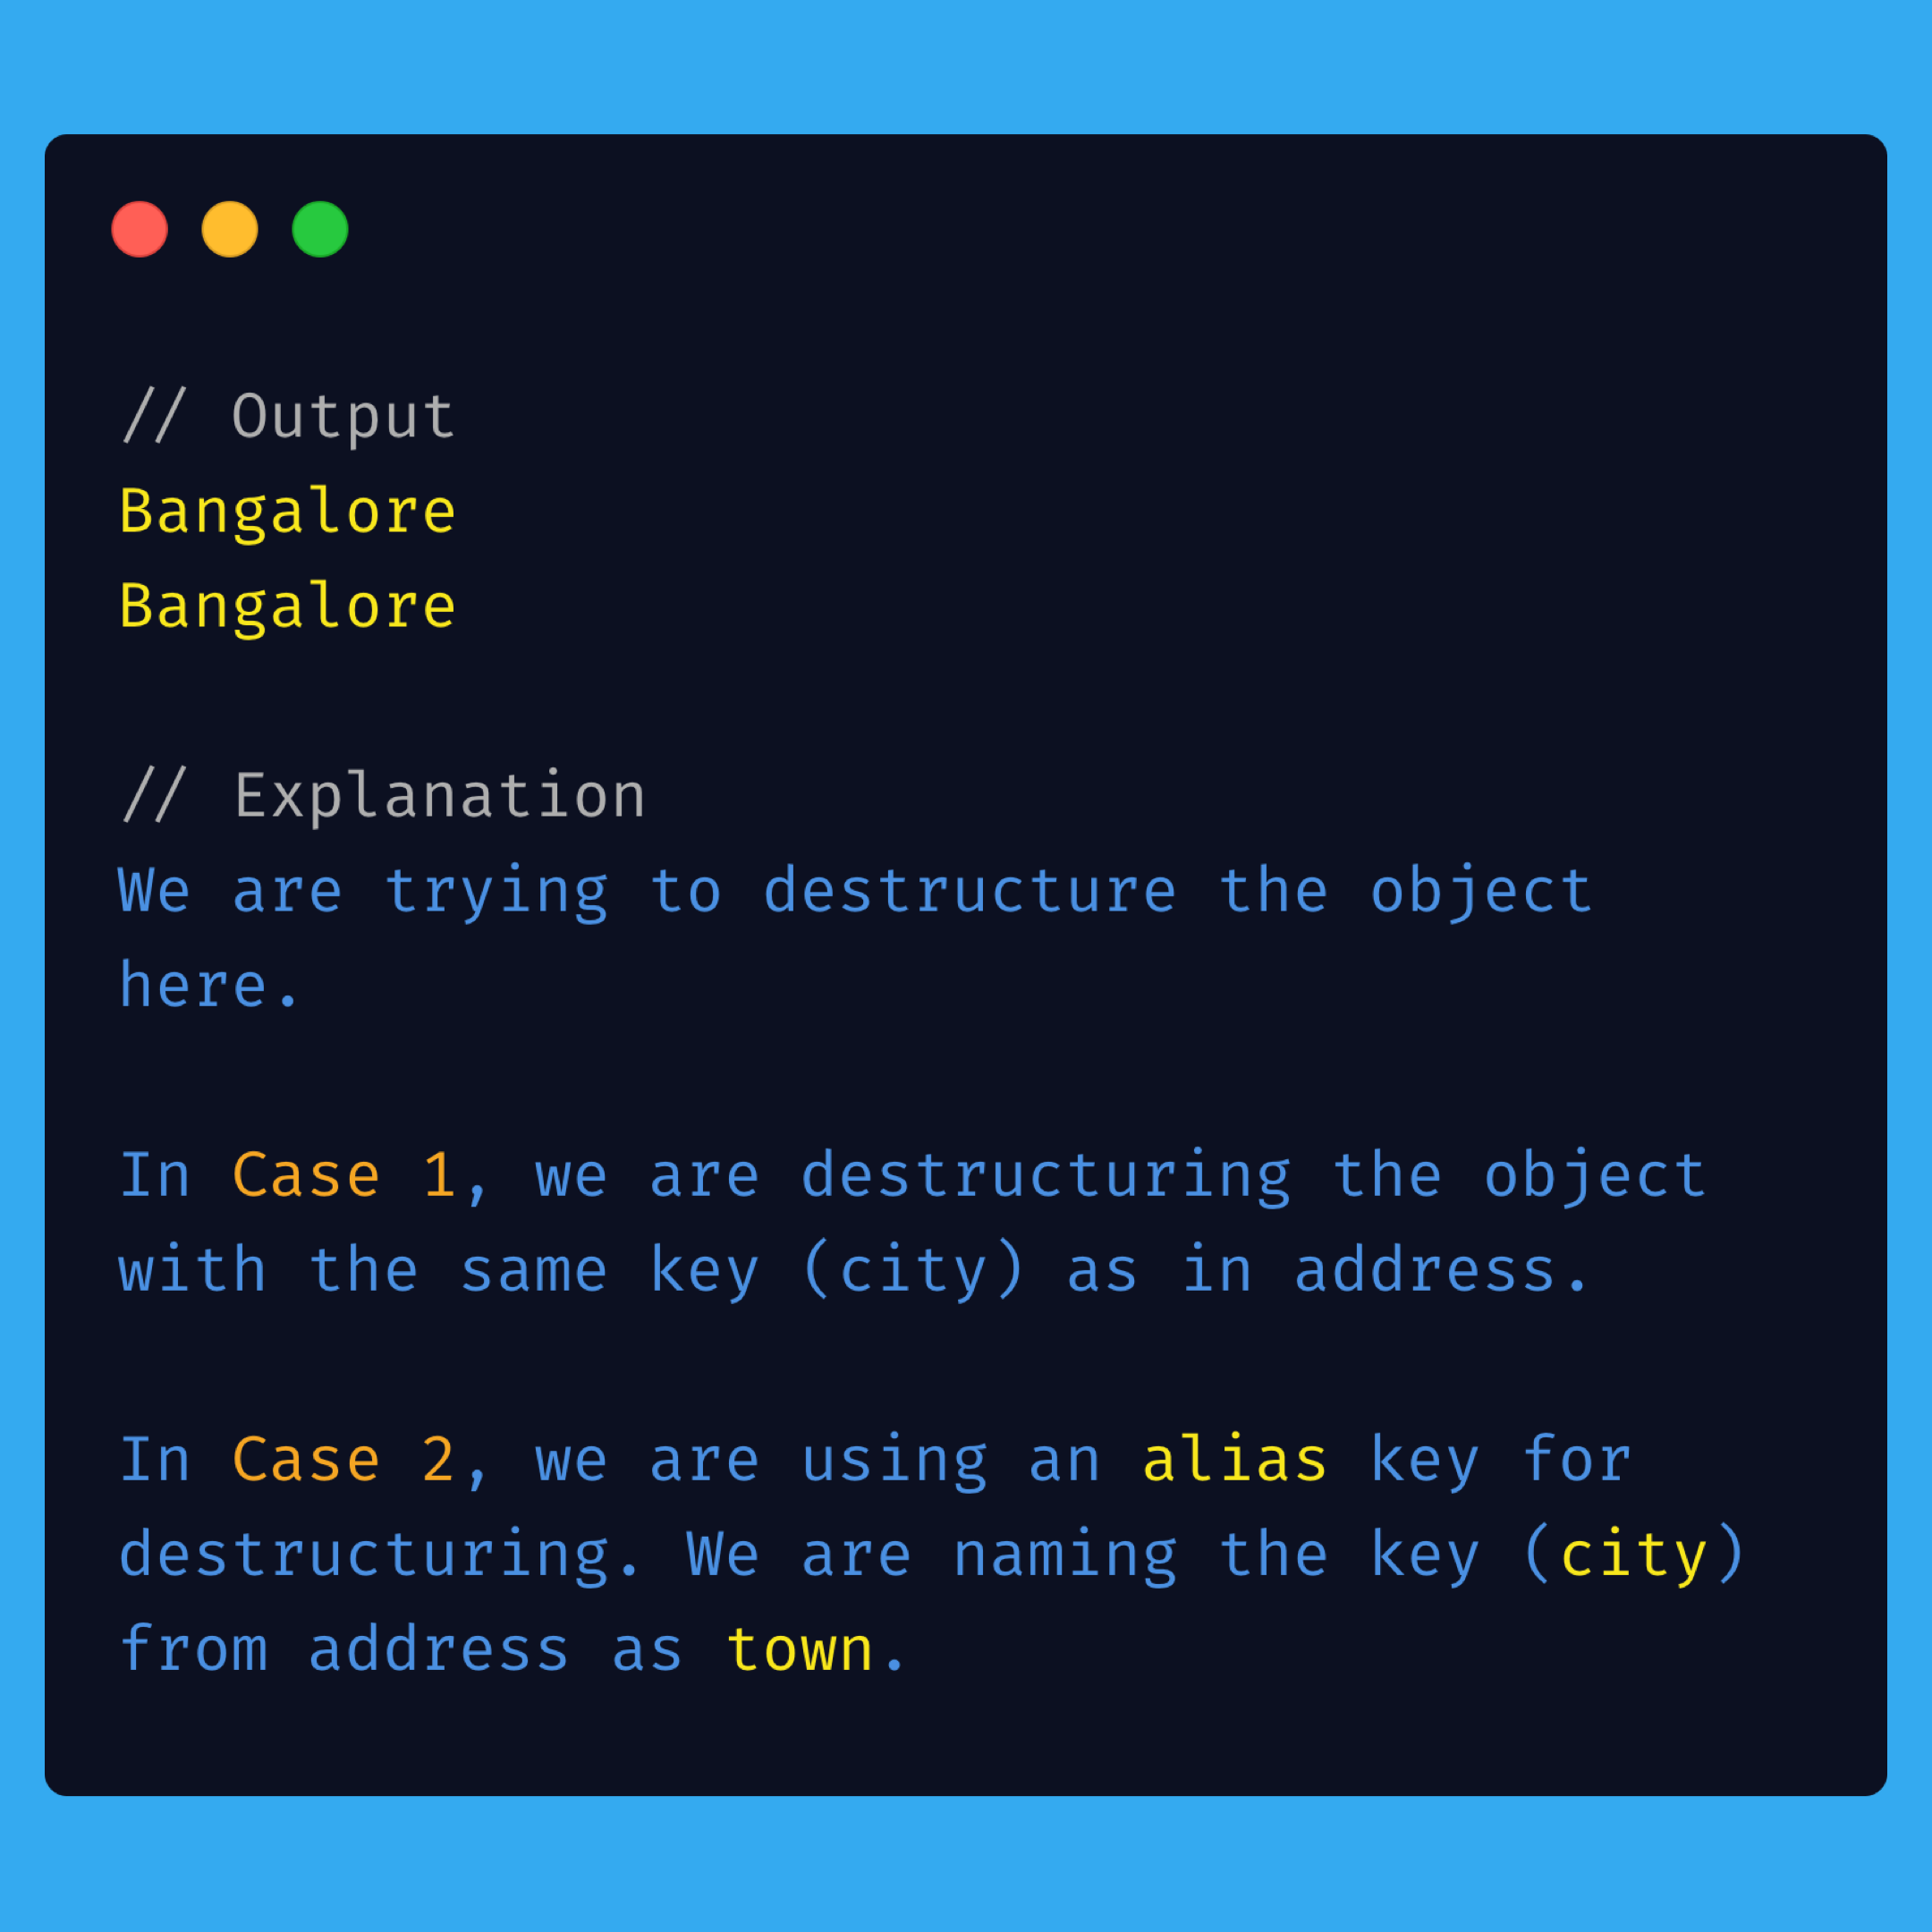 // Output
Bangalore
Bangalore
// Explanation
We are trying to destructure the object
here.
In Case 1, we are destructuring the object
with the same key (city) as in address.
In Case 2, we are using an alias key for
destructuring. We are naming the key (city)
from address as town.